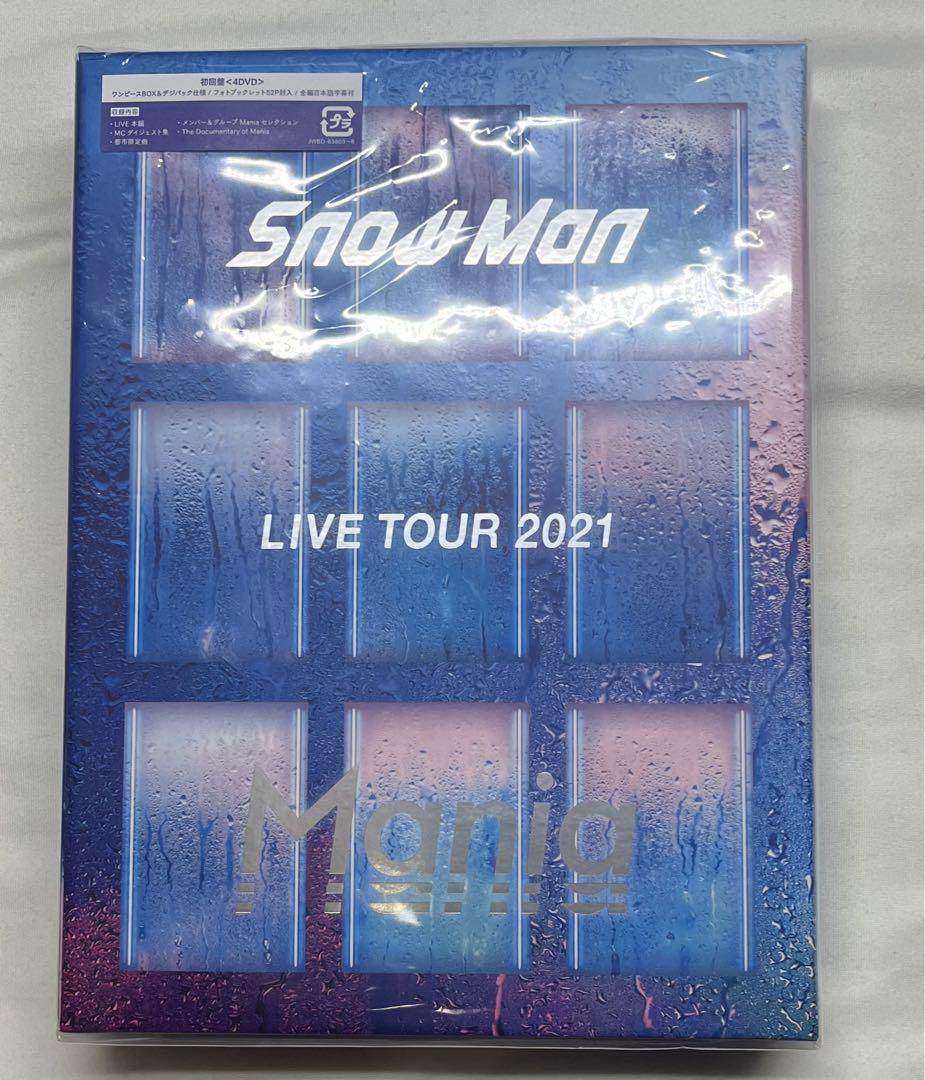 初回盤<4DVD>
ワンピースBOX&デジパック仕様 / フォトブックレット52P封入 / 全編日本語字幕付
収録内容
・LIVE 本編 ・メンバー&グループ Mania セレクション
・MC ダイジェスト集 ・The Documentary of Mania
・都市限定曲
プラ
JWBD-63603〜6
Snow Man
LIVE TOUR 2021
Mania